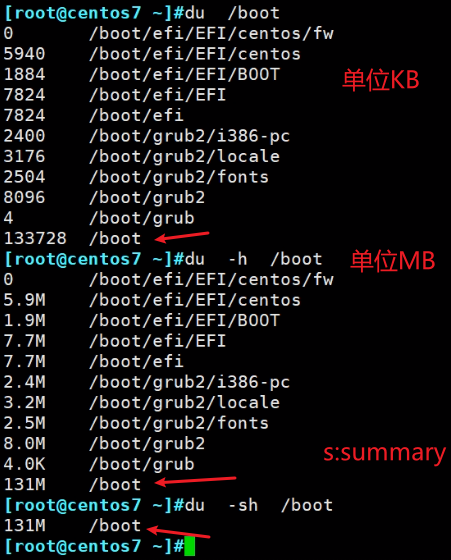 [root@centos7 ~]#du  /boot
0       /boot/efi/EFI/centos/fw
5940    /boot/efi/EFI/centos
1884    /boot/efi/EFI/BOOT
单位KB
7824    /boot/efi/EFI
7824    /boot/efi
2400    /boot/grub2/i386-pc
3176    /boot/grub2/locale
2504    /boot/grub2/fonts
8096    /boot/grub2
4       /boot/grub
133728  /boot
[root@centos7 ~]#du  -h  /boot
单位MB
0       /boot/efi/EFI/centos/fw
5.9M    /boot/efi/EFI/centos
1.9M    /boot/efi/EFI/BOOT
7.7M    /boot/efi/EFI
7.7M    /boot/efi
2.4M    /boot/grub2/i386-pc
3.2M    /boot/grub2/locale
2.5M    /boot/grub2/fonts
8.0M    /boot/grub2
s:summary
4.0K    /boot/grub
131M    /boot
[root@centos7 ~]#du  -sh  /boot
131M    /boot
[root@centos7 ~]#